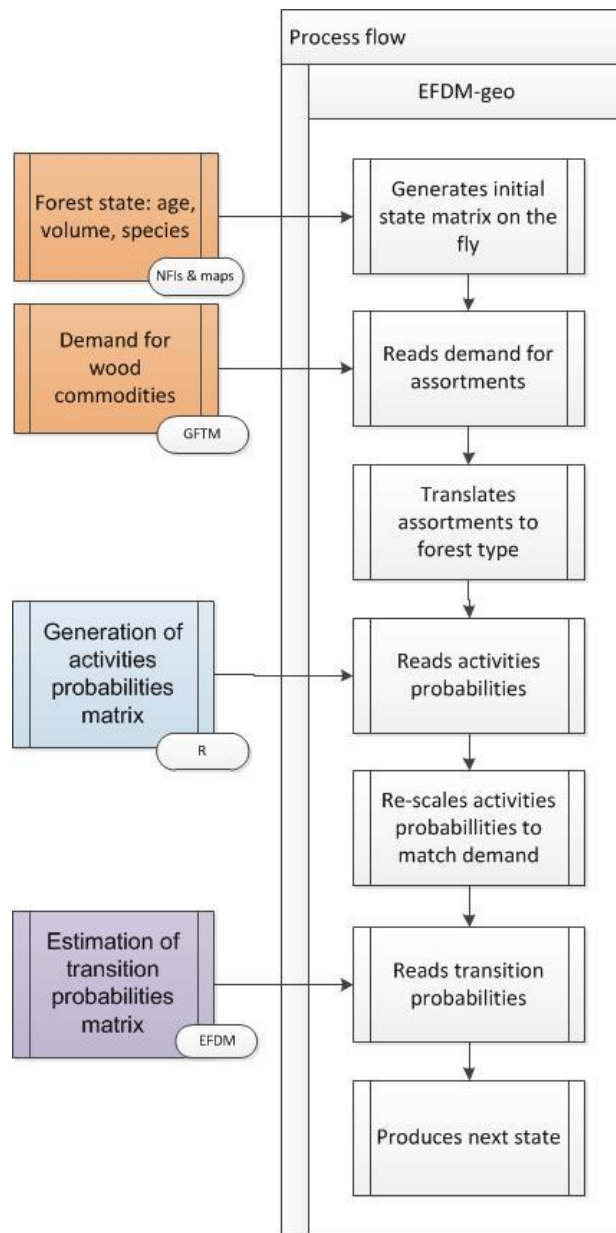 Process flow
EFDM-geo
Forest state: age,
volume, species
NFIs & maps
Generates initial
state matrix on the
fly
Demand for
wood
commodities
GFTM
Reads demand for
assortments
Translates
assortments to
forest type
Generation of
activities
probabilities
matrix
R
Reads activities
probabilities
Re-scales activities
probabillities to
match demand
Estimation of
transition
probabilities
matrix
EFDM
Reads transition
probabilities
Produces next state